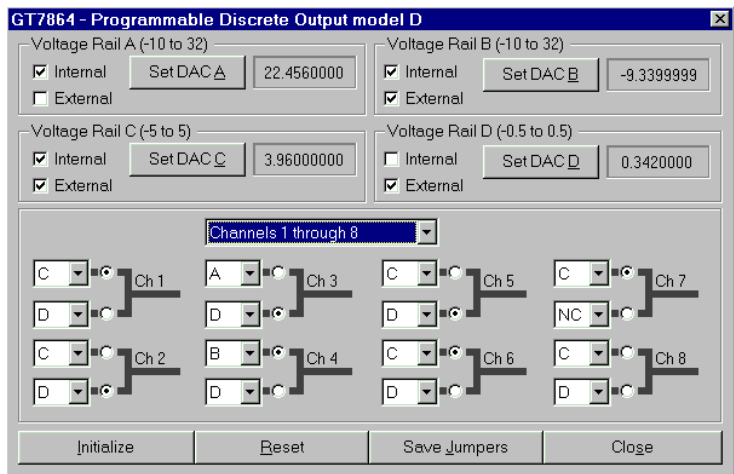 GT7864 - Programmable Discrete Output model D
Voltage Rail A (-10 to 32)
Internal
Set DAC A
22.4560000
External
Voltage Rail B (-10 to 32)
Internal
Set DAC B
-9.3399999
External
Voltage Rail C (-5 to 5)
Internal
Set DAC C
3.96000000
External
Voltage Rail D (-0.5 to 0.5)
Internal
Set DAC D
0.3420000
External
Channels 1 through 8
C
Ch 1
D
A
Ch 3
D
C
Ch 5
D
C
Ch 7
NC
C
Ch 2
D
B
Ch 4
D
C
Ch 6
D
C
Ch 8
D
Initialize
Reset
Save Jumpers
Close